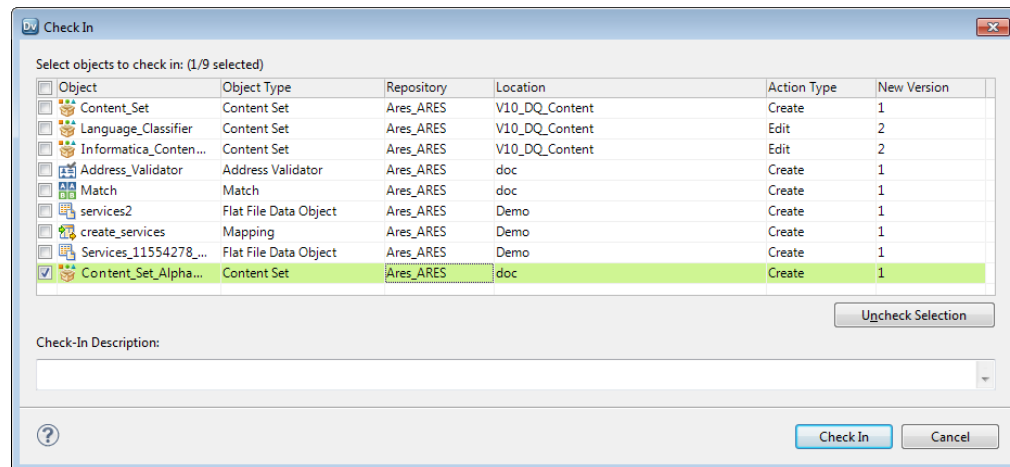 Dv Check In
Select objects to check in: (1/9 selected)
Object Object Type Repository Location Action Type New Version
Content_Set Content Set Ares_ARES V10_DQ_Content Create 1
Language_Classifier Content Set Ares_ARES V10_DQ_Content Edit 2
Informatica_Conten... Content Set Ares_ARES V10_DQ_Content Edit 2
Address_Validator Address Validator Ares_ARES doc Create 1
Match Match Ares_ARES doc Create 1
services2 Flat File Data Object Ares_ARES Demo Create 1
create_services Mapping Ares_ARES Demo Create 1
Services_11554278_... Flat File Data Object Ares_ARES Demo Create 1
Content_Set_Alpha... Content Set Ares_ARES doc Create 1
Uncheck Selection
Check-In Description:
? Check In Cancel